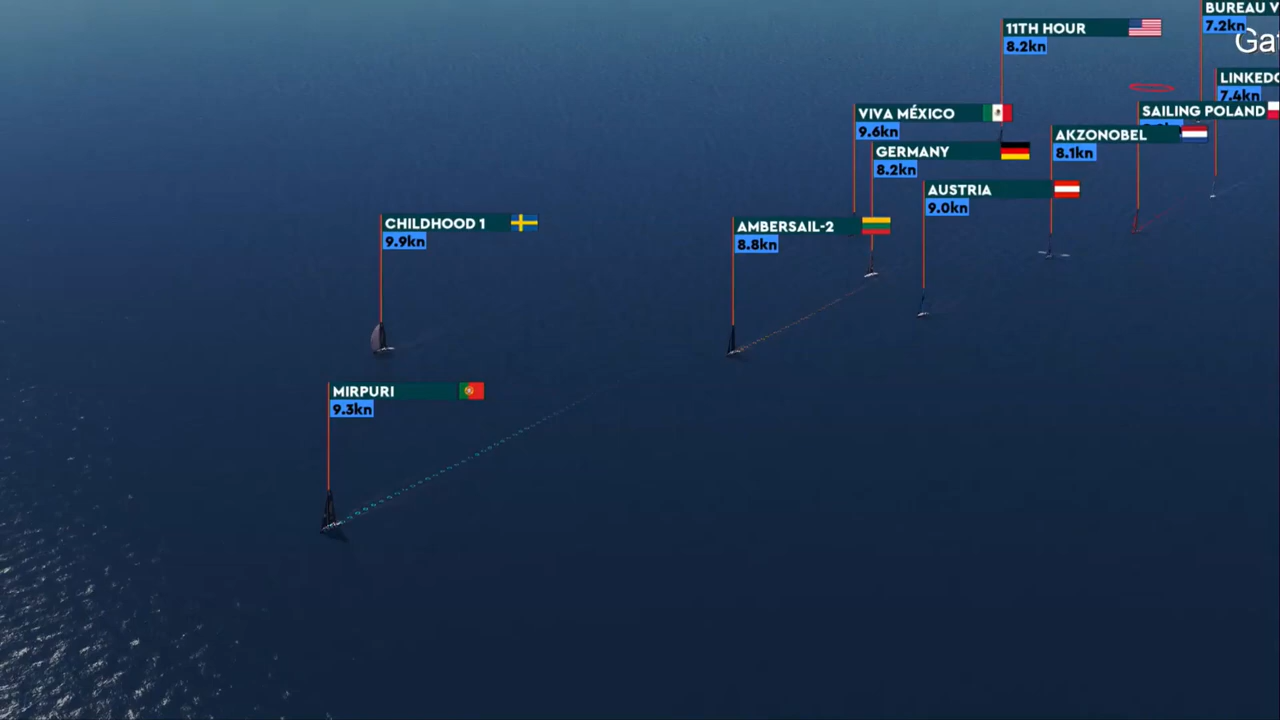 BUREAU V
7.2kn
11TH HOUR
8.2kn
Ga
LINKEDO
7.4kn
VIVA MÉXICO
9.6kn
SAILING POLAND
AKZONOBEL
8.1kn
GERMANY
8.2kn
AUSTRIA
9.0kn
CHILDHOOD 1
9.9kn
AMBERSAIL-2
8.8kn
MIRPURI
9.3kn